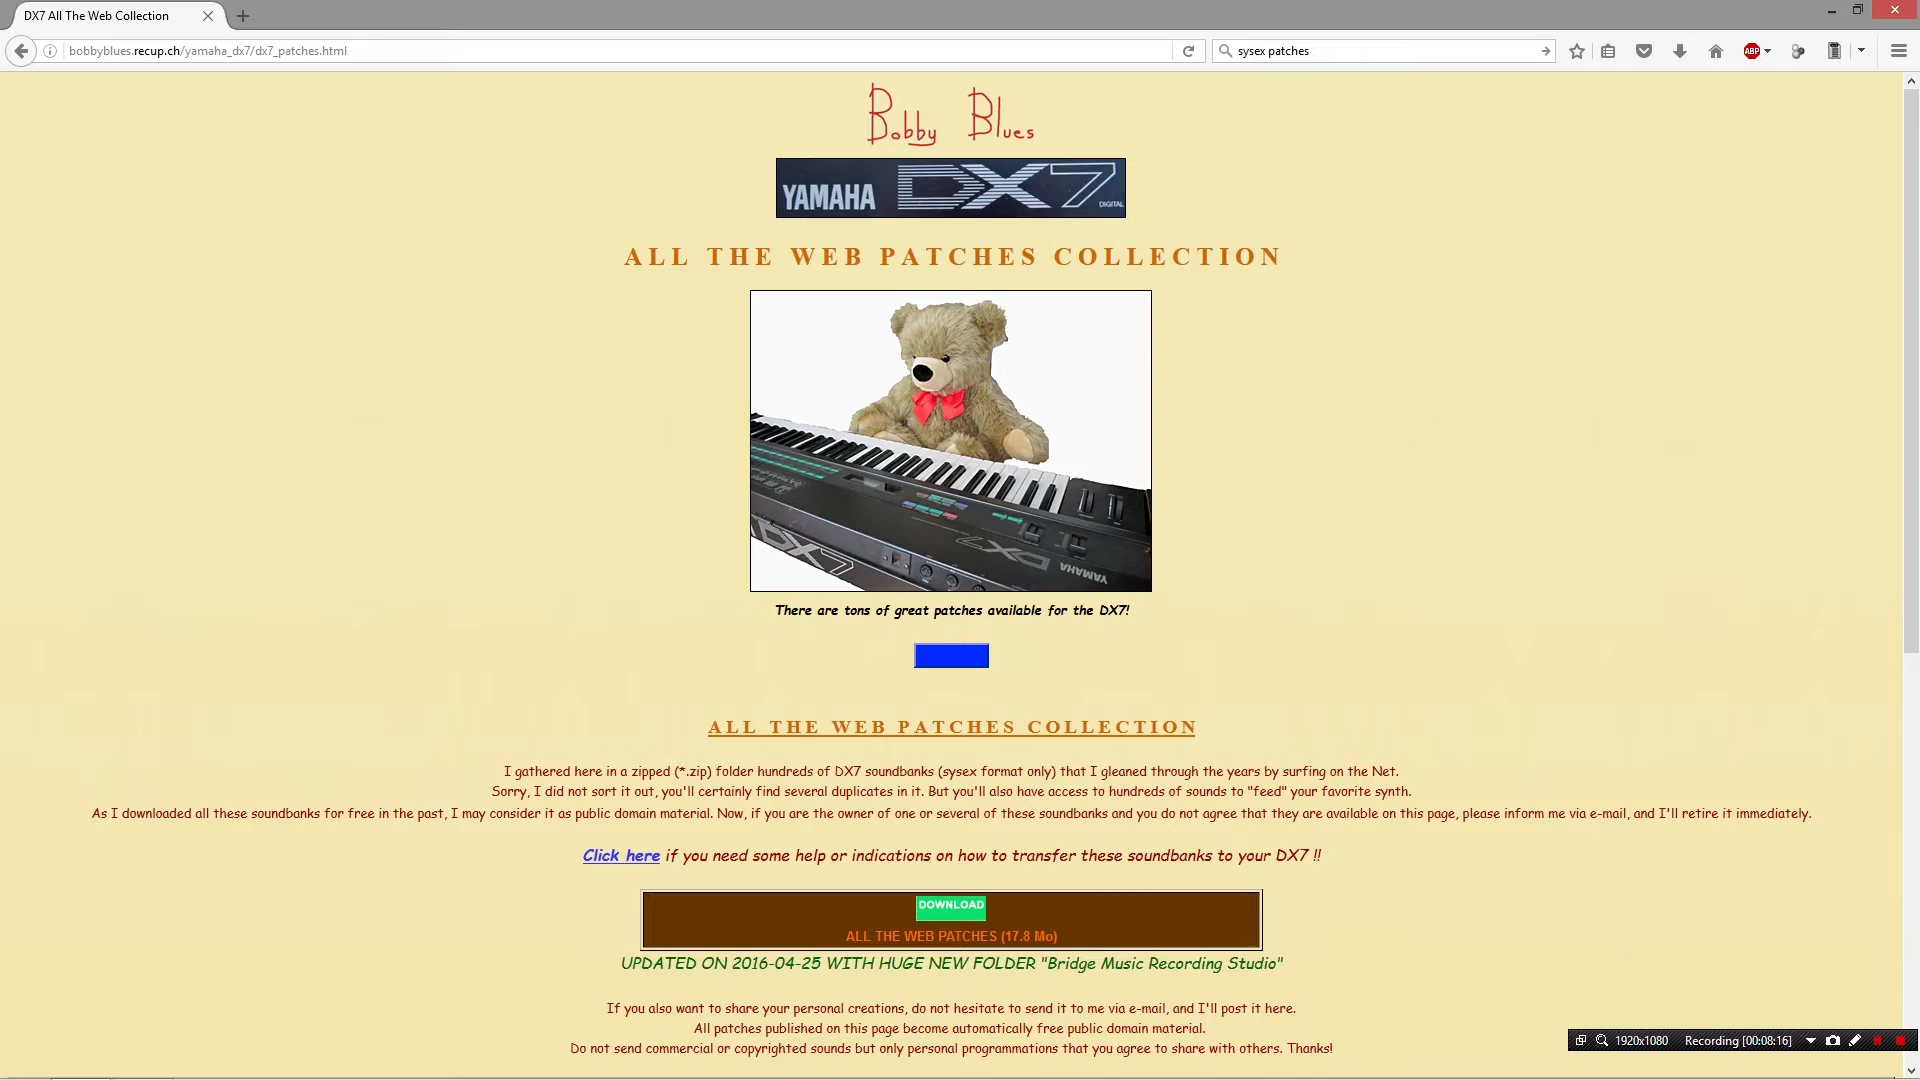 DX7 All The Web Collection
bobbyblues.recup.ch/yamaha_dx7/dx7_patches.html
sysex patches
ABP
Bobby Blues
YAMAHA DX7 DIGITAL
ALL THE WEB PATCHES COLLECTION
DX7
DX7
YAMAHA
There are tons of great patches available for the DX7!
ALL THE WEB PATCHES COLLECTION
I gathered here in a zipped (*.zip) folder hundreds of DX7 soundbanks (sysex format only) that I gleaned through the years by surfing on the Net.
Sorry, I did not sort it out, you'll certainly find several duplicates in it. But you'll also have access to hundreds of sounds to "feed" your favorite synth.
As I downloaded all these soundbanks for free in the past, I may consider it as public domain material. Now, if you are the owner of one or several of these soundbanks and you do not agree that they are available on this page, please inform me via e-mail, and I'll retire it immediately.
Click here if you need some help or indications on how to transfer these soundbanks to your DX7 !!
DOWNLOAD
ALL THE WEB PATCHES (17.8 Mo)
UPDATED ON 2016-04-25 WITH HUGE NEW FOLDER "Bridge Music Recording Studio"
If you also want to share your personal creations, do not hesitate to send it to me via e-mail, and I'll post it here.
All patches published on this page become automatically free public domain material.
Do not send commercial or copyrighted sounds but only personal programmations that you agree to share with others. Thanks!
1920x1080 Recording [00:08:16]